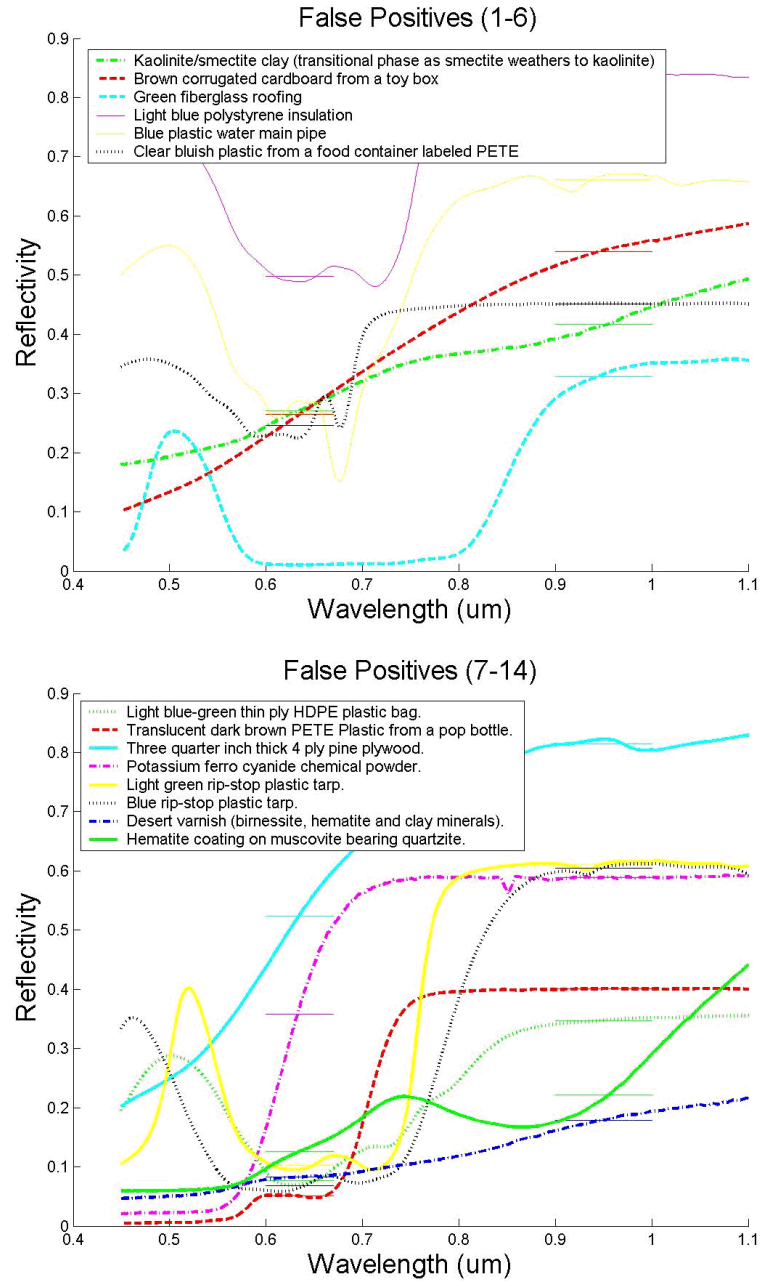 False Positives (1-6)
0.9
0.8
0.7
0.6
0.5
0.4
0.3
0.2
0.1
0
Reflectivity
Kaolinite/smectite clay (transitional phase as smectite weathers to kaolinite)
Brown corrugated cardboard from a toy box
Green fiberglass roofing
Light blue polystyrene insulation
Blue plastic water main pipe
Clear bluish plastic from a food container labeled PETE
0.4 0.5 0.6 0.7 0.8 0.9 1 1.1
Wavelength (um)
False Positives (7-14)
0.9
0.8
0.7
0.6
0.5
0.4
0.3
0.2
0.1
0
Reflectivity
Light blue-green thin ply HDPE plastic bag.
Translucent dark brown PETE Plastic from a pop bottle.
Three quarter inch thick 4 ply pine plywood.
Potassium ferro cyanide chemical powder.
Light green rip-stop plastic tarp.
Blue rip-stop plastic tarp.
Desert varnish (birnessite, hematite and clay minerals).
Hematite coating on muscovite bearing quartzite.
0.4 0.5 0.6 0.7 0.8 0.9 1 1.1
Wavelength (um)